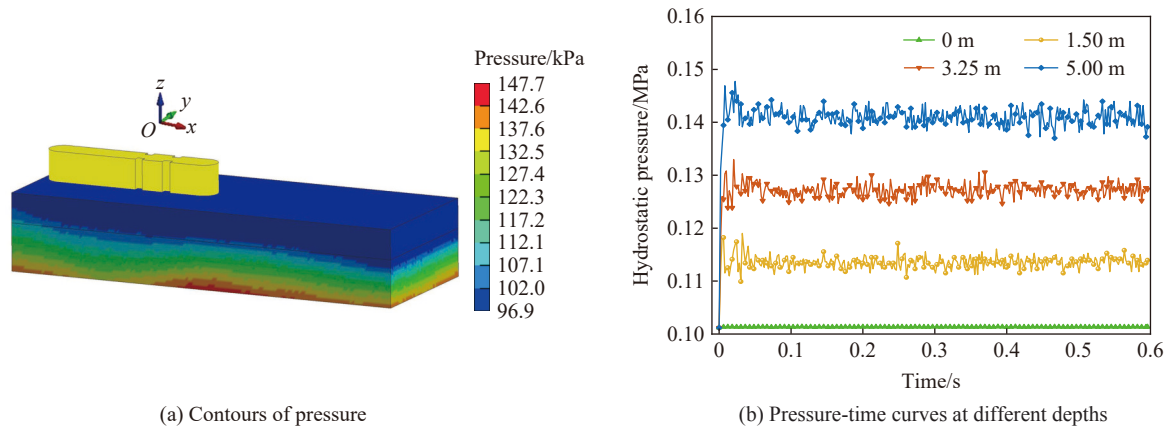 Pressure/kPa
147.7
142.6
137.6
132.5
127.4
122.3
117.2
112.1
107.1
102.0
96.9
z
y
O
x
(a) Contours of pressure
0.16
0.15
0.14
0.13
0.12
0.11
0.10
Hydrostatic pressure/MPa
0 m
1.50 m
3.25 m
5.00 m
0
0.1
0.2
0.3
0.4
0.5
0.6
Time/s
(b) Pressure-time curves at different depths